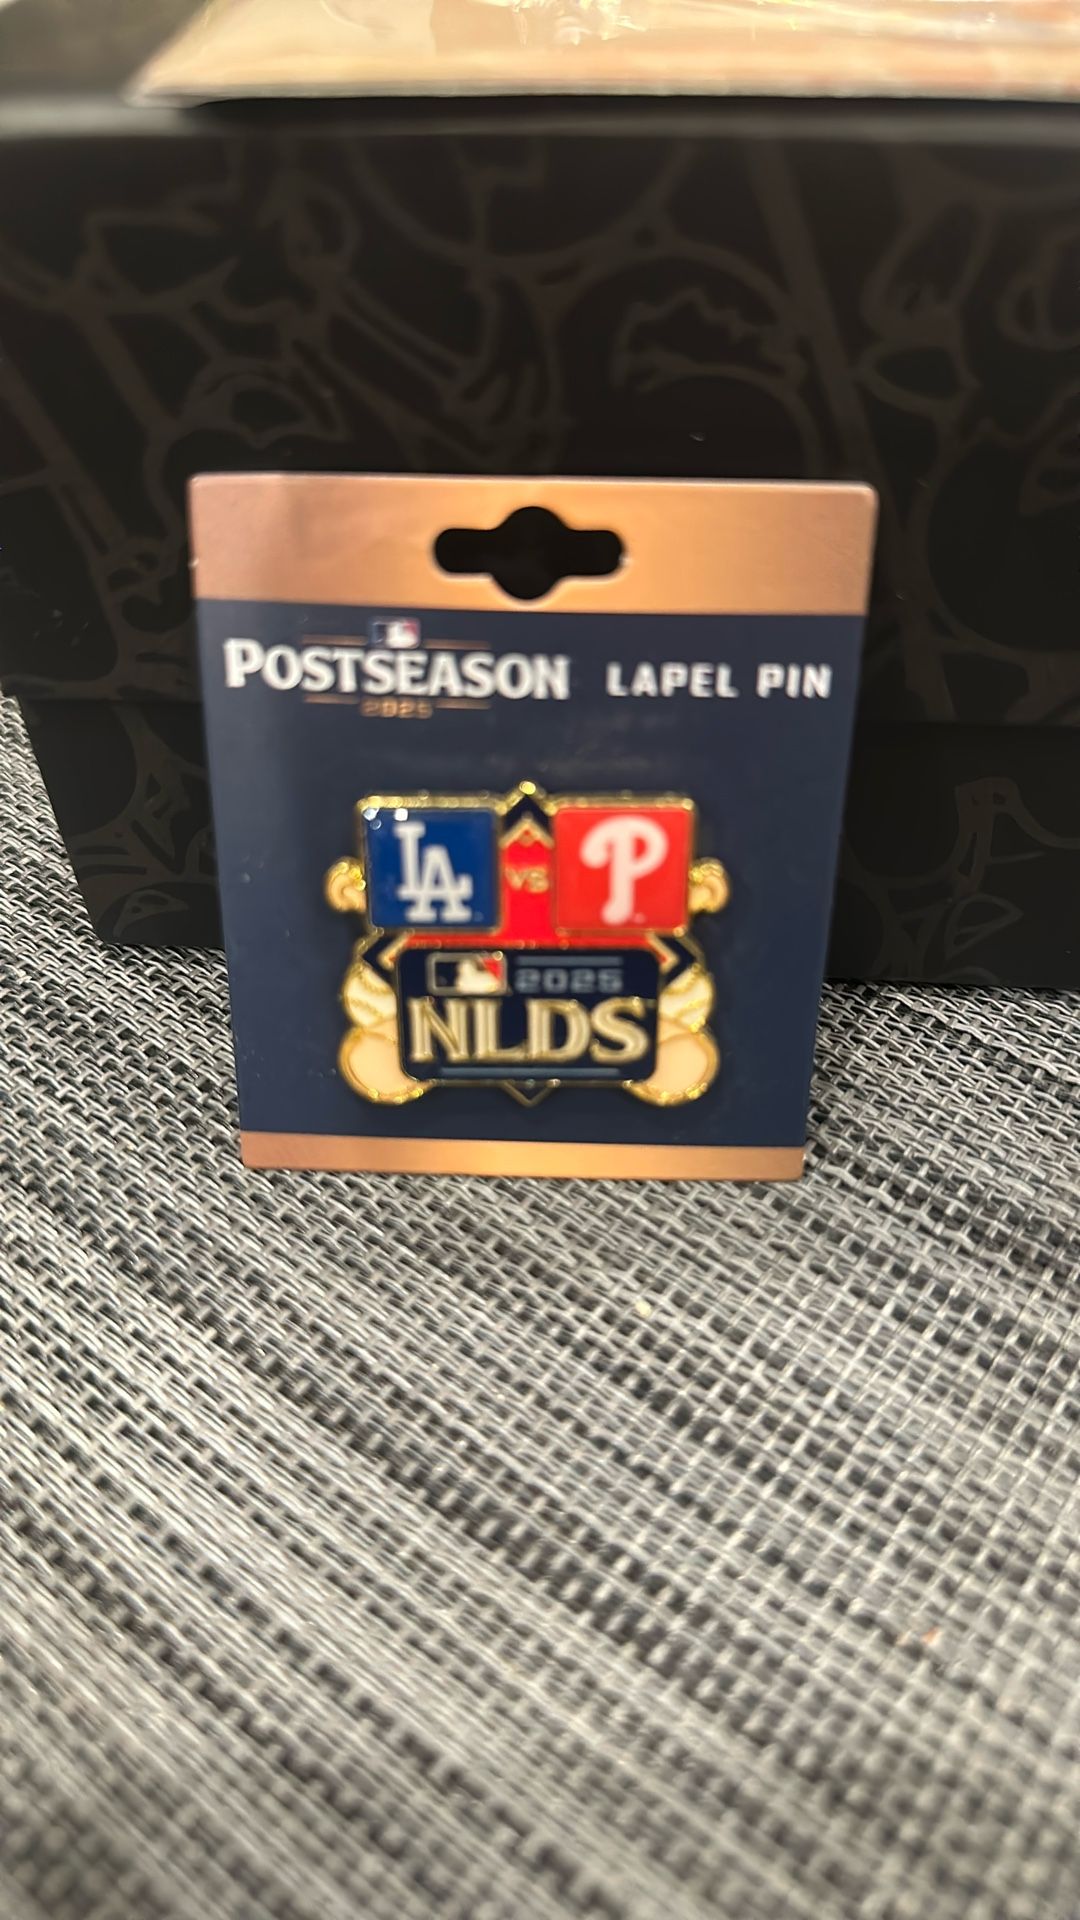 POSTSEASON LAPEL PIN
2025
LA VS P
2025
NLDS